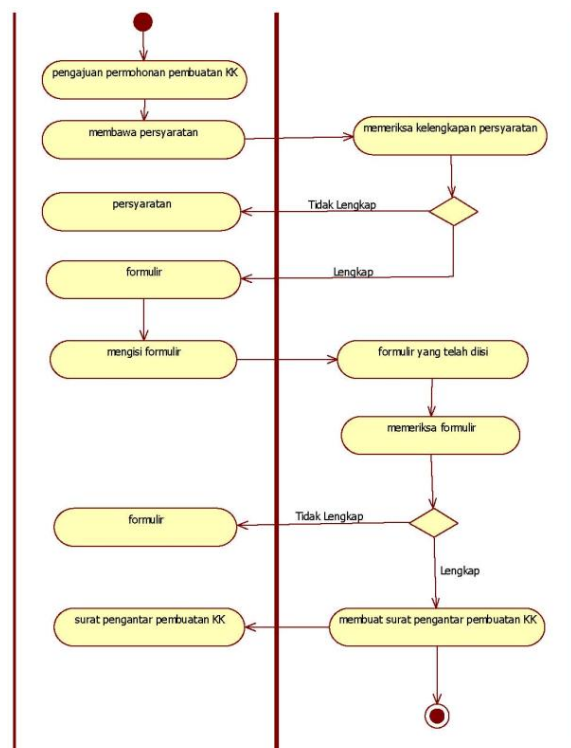 pengajuan permohonan pembuatan KK
membawa persyaratan
memeriksa kelengkapan persyaratan
persyaratan
Tidak Lengkap
formulir
Lengkap
mengisi formulir
formulir yang telah diisi
memeriksa formulir
formulir
Tidak Lengkap
Lengkap
surat pengantar pembuatan KK
membuat surat pengantar pembuatan KK